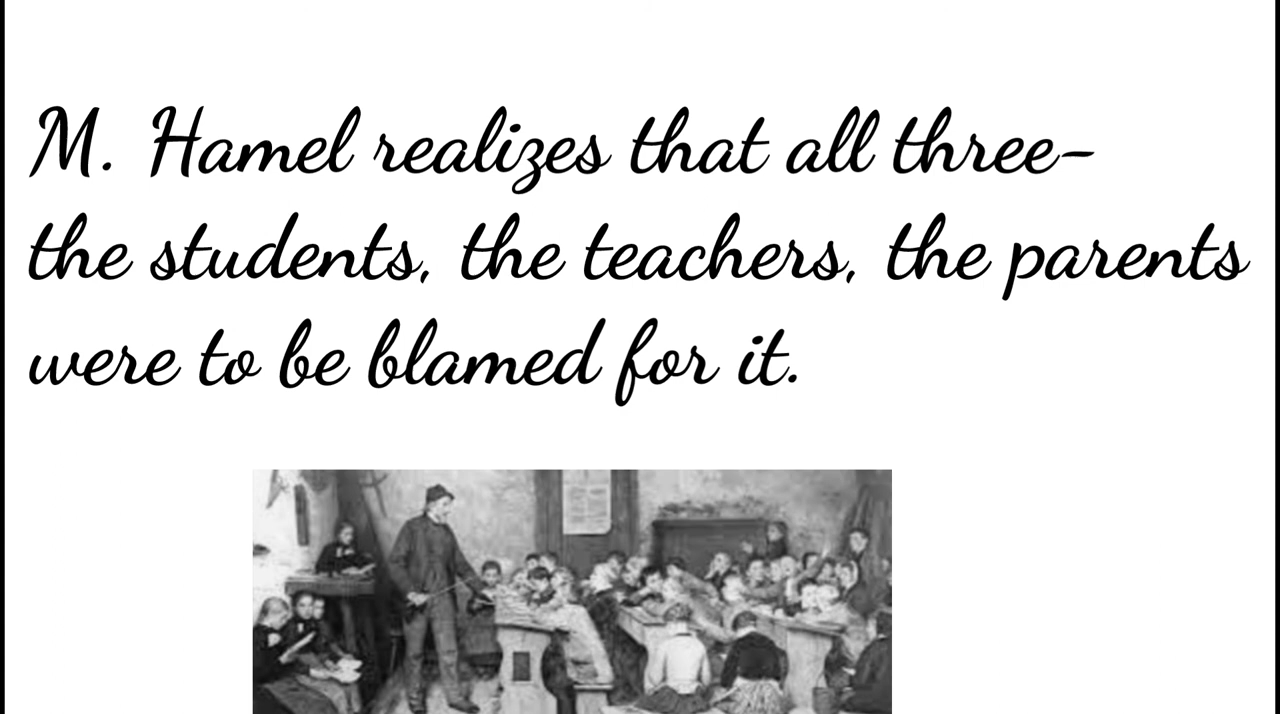 M. Hamel realizes that all three-
the students, the teachers, the parents
were to be blamed for it.